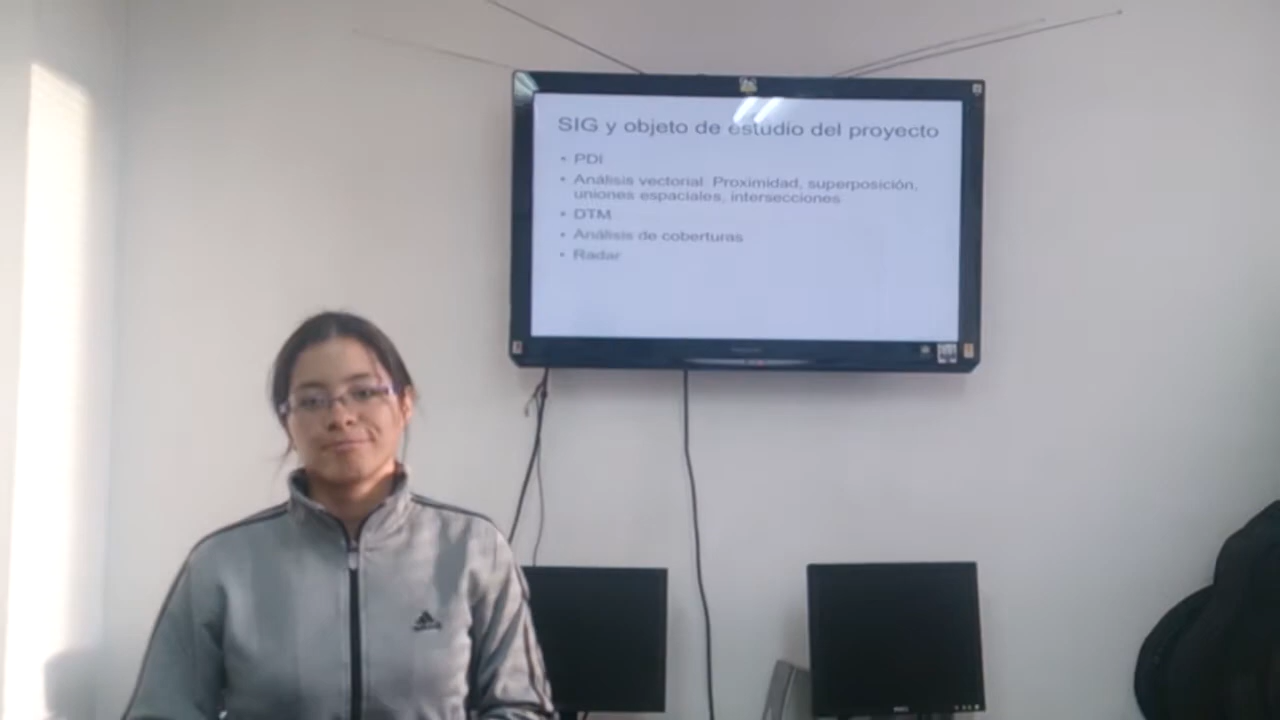 SIG y objeto de estudio del proyecto
• PDI
• Análisis vectorial. Proximidad, superposición,
uniones espaciales, intersecciones
• DTM
• Análisis de coberturas
• Radar